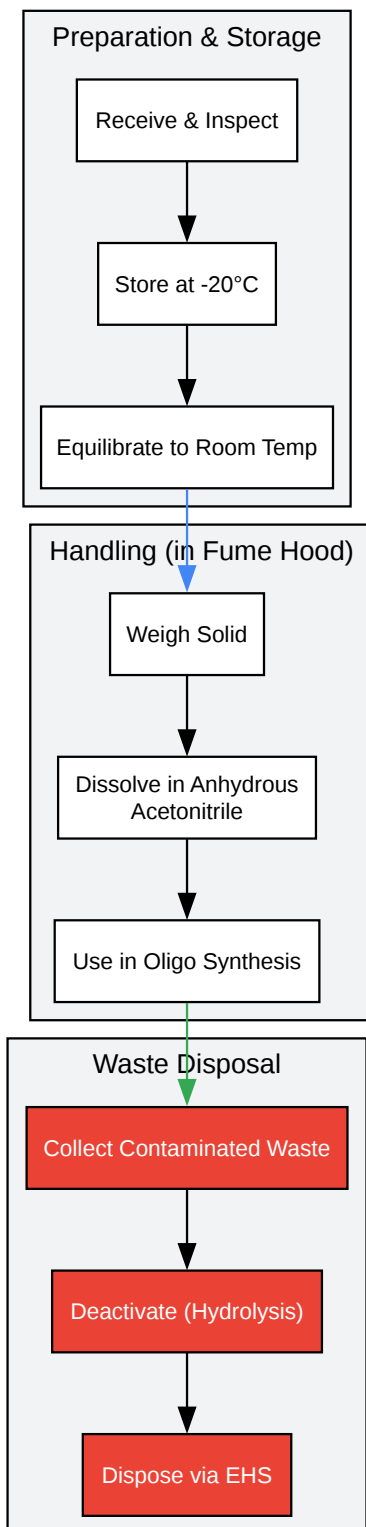 Preparation & Storage
Receive & Inspect
Store at -20°C
Equilibrate to Room Temp
Handling (in Fume Hood)
Weigh Solid
Dissolve in Anhydrous
Acetonitrile
Use in Oligo Synthesis
Waste Disposal
Collect Contaminated Waste
Deactivate (Hydrolysis)
Dispose via EHS